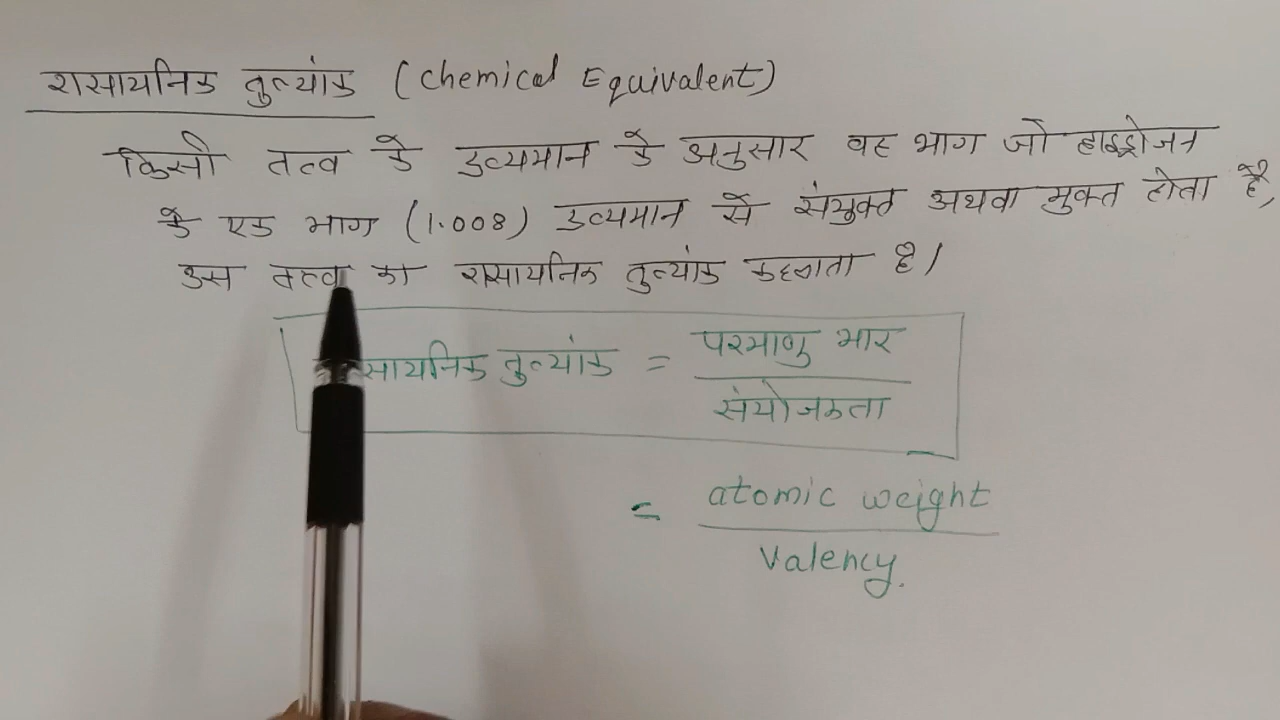 रासायनिक तुल्यांक (Chemical Equivalent)
किसी तत्व के द्रव्यमान के अनुसार वह भाग जो हाइड्रोजन
के एक भाग (1.008) द्रव्यमान से संयुक्त अथवा मुक्त होता है,
उस तत्व का रासायनिक तुल्यांक कहलाता है।
तुल्यांक = परमाणु भार
संयोजकता
= atomic weight
Valency.